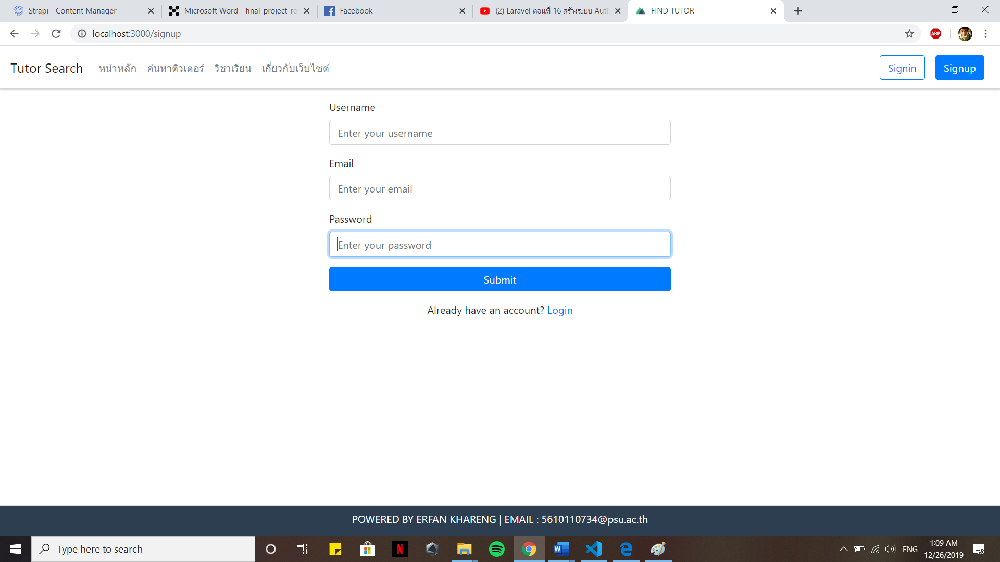 Strapi - Content Manager
Microsoft Word - final-project-re
Facebook
(2) Laravel ตอนที่ 16 สร้างระบบ Auth
FIND TUTOR
localhost:3000/signup
ABP
Tutor Search
หน้าหลัก
ค้นหาติวเตอร์
วิชาเรียน
เกี่ยวกับเว็บไซต์
Signin
Signup
Username
Enter your username
Email
Enter your email
Password
Enter your password
Submit
Already have an account? Login
POWERED BY ERFAN KHARENG | EMAIL : 5610110734@psu.ac.th
Type here to search
ENG
1:09 AM
12/26/2019